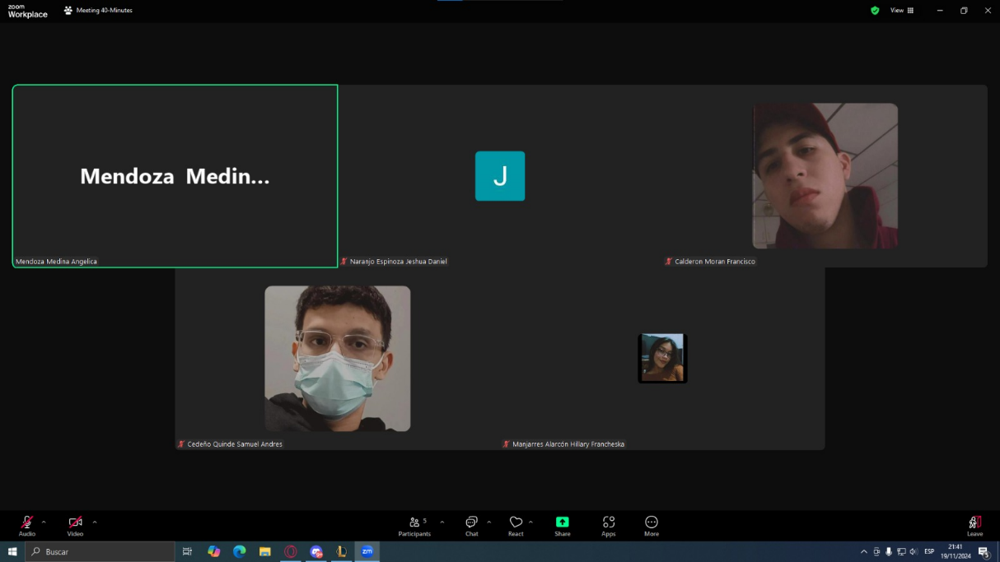 zoom
Workplace
Meeting 40-Minutes
View
Mendoza Medin...
Mendoza Medina Angelica
J
Naranjo Espinoza Jeshua Daniel
Calderon Moran Francisco
Cedeño Quinde Samuel Andres
Manjarres Alarcón Hillary Francheska
Audio
Video
5
Participants
Chat
React
Share
Apps
More
Leave
Buscar
zm
ESP
21:41
19/11/2024
5